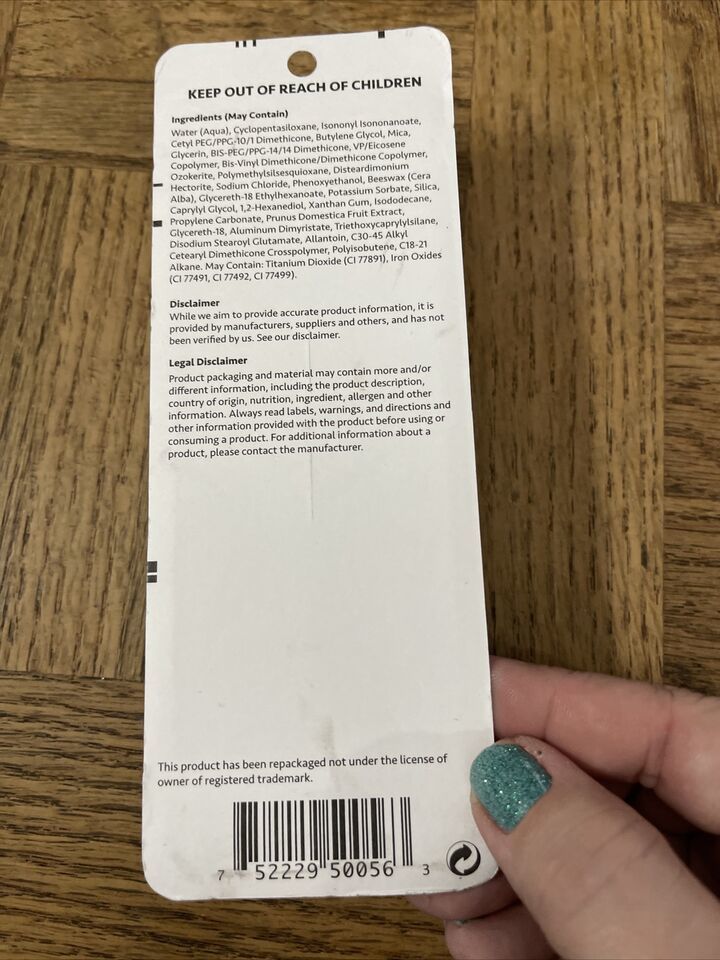 KEEP OUT OF REACH OF CHILDREN
Ingredients (May Contain)
Water (Aqua), Cyclopentasiloxane, Isononyl Isononanoate,
Cetyl PEG/PPG-10/1 Dimethicone, Butylene Glycol, Mica,
Glycerin, BIS-PEG/PPG-14/14 Dimethicone, VP/Eicosene
Copolymer, Bis-Vinyl Dimethicone/Dimethicone Copolymer,
Ozokerite, Polymethylsilsesquioxane, Disteardimonium
Hectorite, Sodium Chloride, Phenoxyethanol, Beeswax (Cera
Alba), Glycereth-18 Ethylhexanoate, Potassium Sorbate, Silica,
Caprylyl Glycol, 1,2-Hexanediol, Xanthan Gum, Isododecane,
Propylene Carbonate, Prunus Domestica Fruit Extract,
Glycereth-18, Aluminum Dimyristate, Triethoxycaprylylsilane,
Disodium Stearoyl Glutamate, Allantoin, C30-45 Alkyl
Cetearyl Dimethicone Crosspolymer, Polyisobutene, C18-21
Alkane. May Contain: Titanium Dioxide (CI 77891), Iron Oxides
(CI 77491, CI 77492, CI 77499).
Disclaimer
While we aim to provide accurate product information, it is
provided by manufacturers, suppliers and others, and has not
been verified by us. See our disclaimer.
Legal Disclaimer
Product packaging and material may contain more and/or
different information, including the product description,
country of origin, nutrition, ingredient, allergen and other
information. Always read labels, warnings, and directions and
other information provided with the product before using or
consuming a product. For additional information about a
product, please contact the manufacturer.
This product has been repackaged not under the license of
owner of registered trademark.
7 52229 50056 3